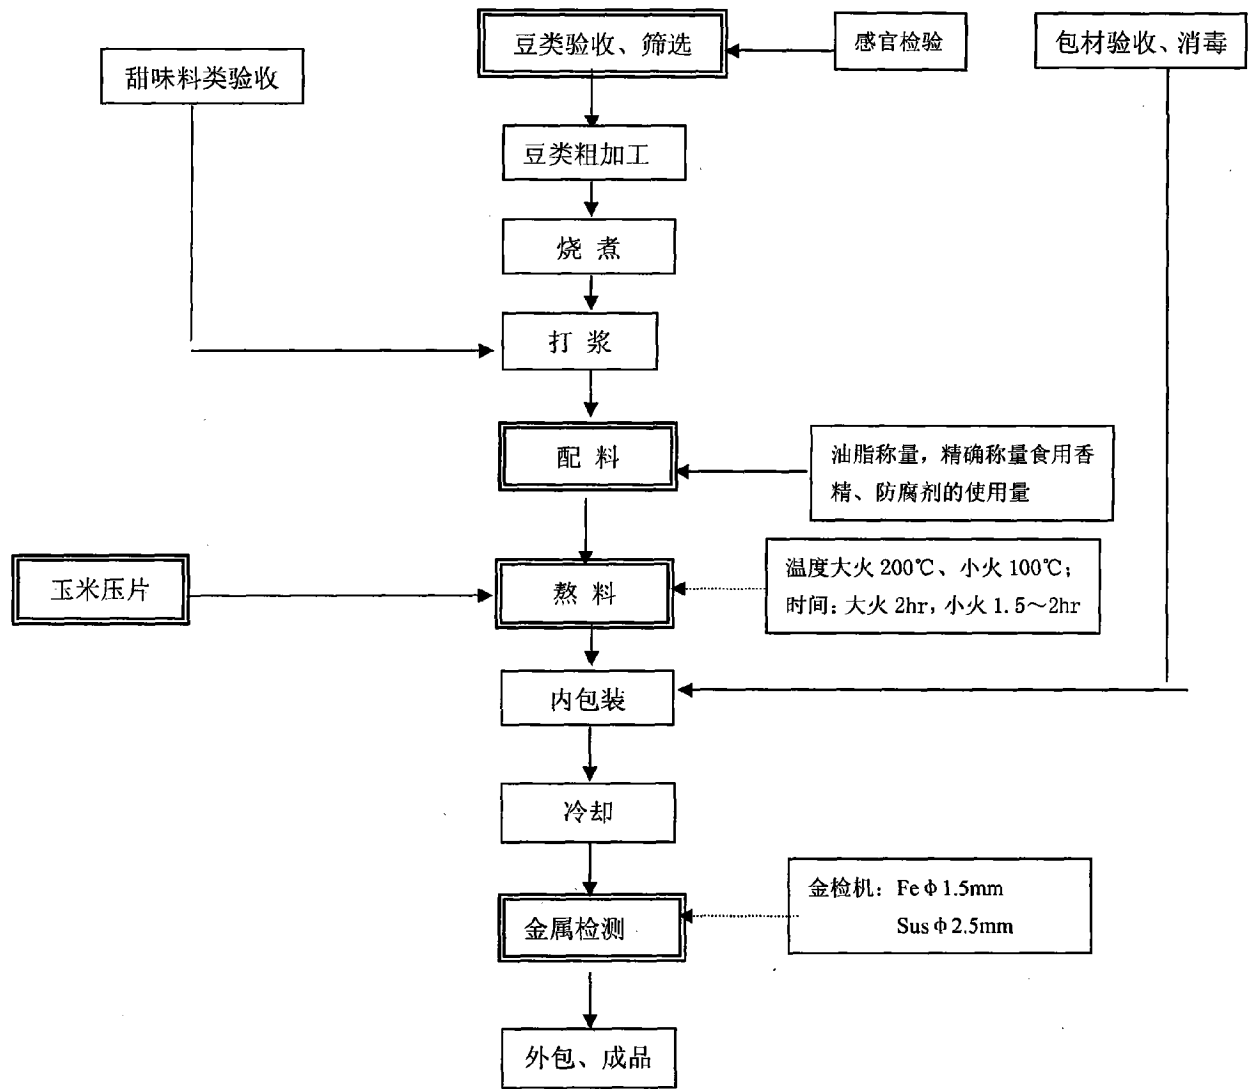 豆类验收、筛选
感官检验
包材验收、消毒
甜味料类验收
豆类粗加工
烧 煮
打 浆
配 料
油脂称量，精确称量食用香
精、防腐剂的使用量
玉米压片
熬 料
温度大火 200℃、小火 100℃；
时间：大火 2hr，小火 1.5～2hr
内包装
冷却
金属检测
金检机：Fe φ 1.5mm
Sus φ 2.5mm
外包、成品